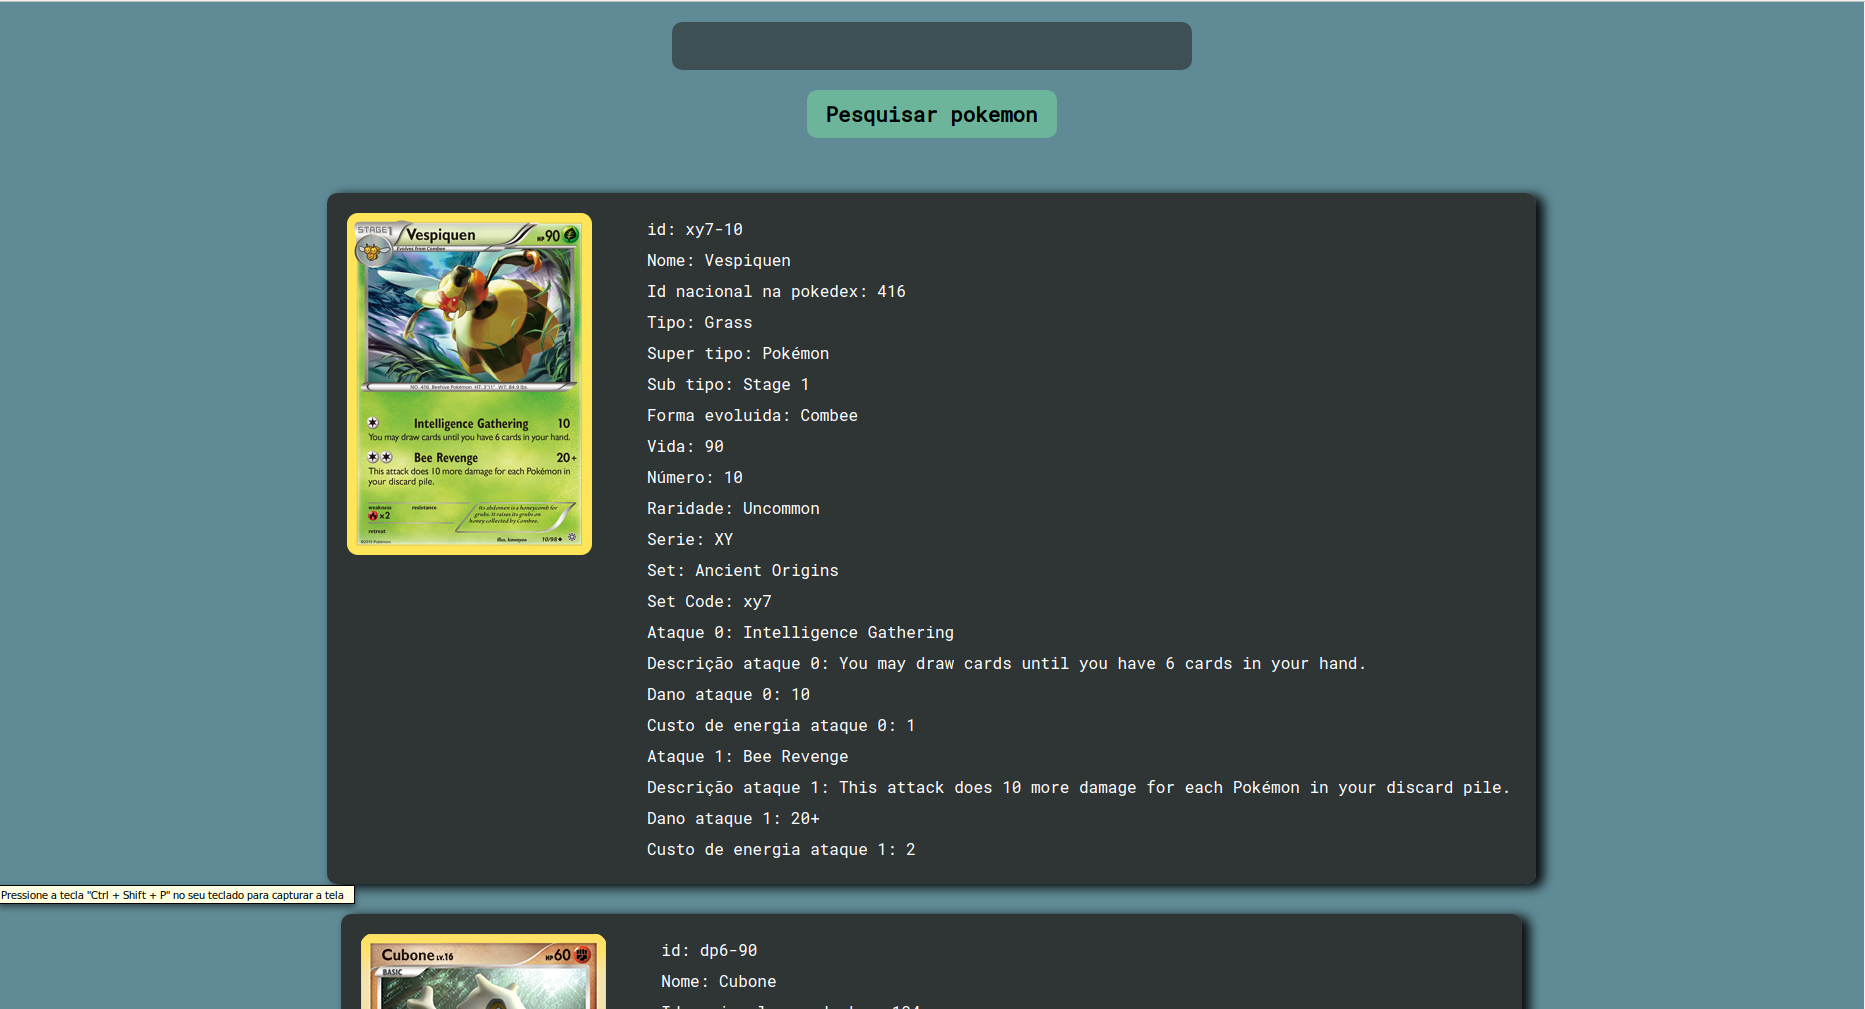 Pesquisar pokemon
STAGE1
Vespiquen
HP90
Evolves from Combee
NO. 416 Beehive Pokémon HT: 3'11" WT: 84.9 lbs.
Intelligence Gathering 10
You may draw cards until you have 6 cards in your hand.
Bee Revenge 20+
This attack does 10 more damage for each Pokémon in
your discard pile.
weakness resistance
×2
retreat
Its abdomen is a honeycomb for
grubs. It raises its grubs on
honey collected by Combee.
©2015 Pokémon
Illus. kawayoo 10/98
id: xy7-10
Nome: Vespiquen
Id nacional na pokedex: 416
Tipo: Grass
Super tipo: Pokémon
Sub tipo: Stage 1
Forma evoluida: Combee
Vida: 90
Número: 10
Raridade: Uncommon
Serie: XY
Set: Ancient Origins
Set Code: xy7
Ataque 0: Intelligence Gathering
Descrição ataque 0: You may draw cards until you have 6 cards in your hand.
Dano ataque 0: 10
Custo de energia ataque 0: 1
Ataque 1: Bee Revenge
Descrição ataque 1: This attack does 10 more damage for each Pokémon in your discard pile.
Dano ataque 1: 20+
Custo de energia ataque 1: 2
Pressione a tecla "Ctrl + Shift + P" no seu teclado para capturar a tela
Cubone LV.16
HP60
BASIC
id: dp6-90
Nome: Cubone